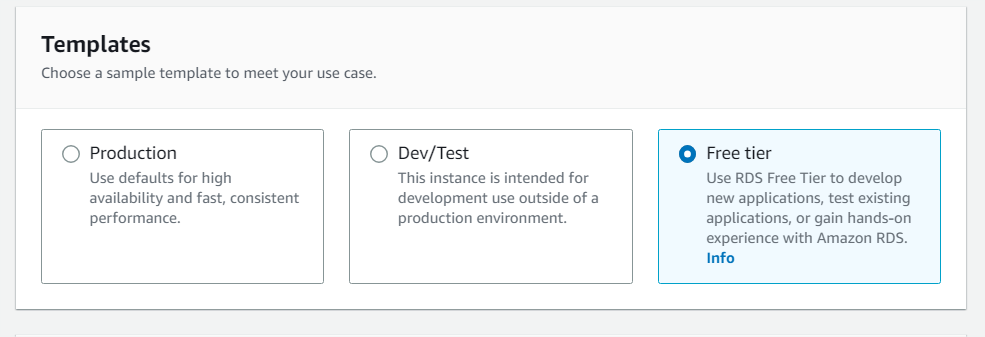 Templates
Choose a sample template to meet your use case.
Production
Use defaults for high
availability and fast, consistent
performance.
Dev/Test
This instance is intended for
development use outside of a
production environment.
Free tier
Use RDS Free Tier to develop
new applications, test existing
applications, or gain hands-on
experience with Amazon RDS.
Info